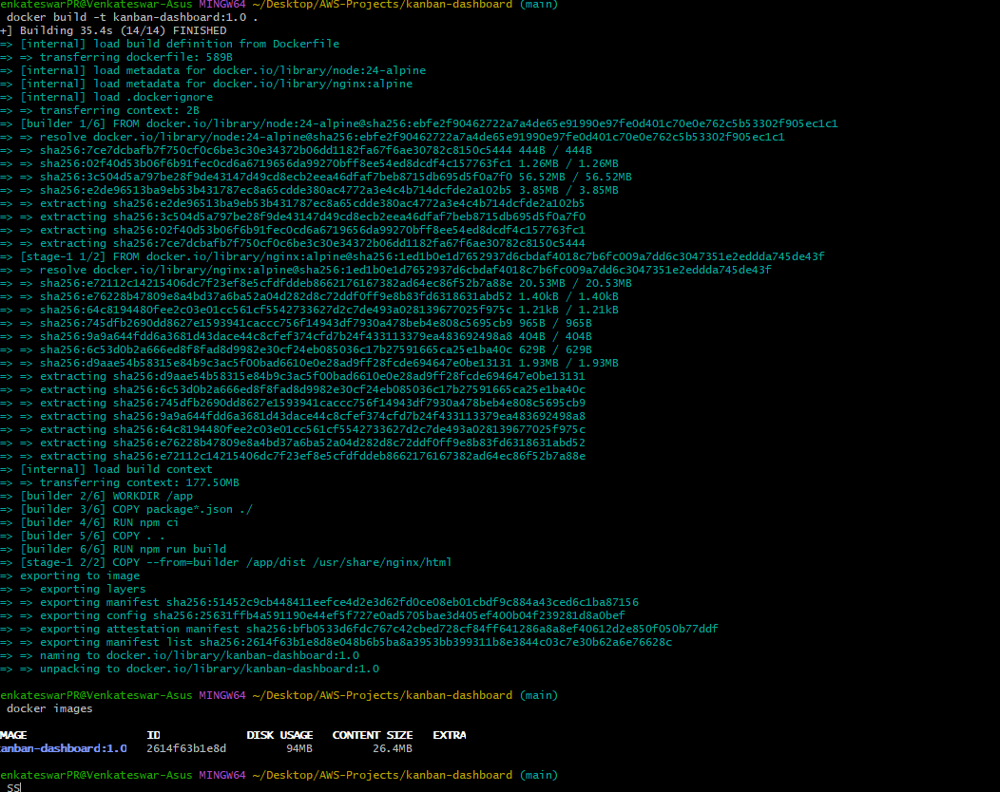 enkateswarPR@Venkateswar-Asus MINGW64 ~/Desktop/AWS-Projects/kanban-dashboard (main)
docker build -t kanban-dashboard:1.0 .
+] Building 35.4s (14/14) FINISHED
=> [internal] load build definition from Dockerfile
=> => transferring dockerfile: 589B
=> [internal] load metadata for docker.io/library/node:24-alpine
=> [internal] load metadata for docker.io/library/nginx:alpine
=> [internal] load .dockerignore
=> => transferring context: 2B
=> [builder 1/6] FROM docker.io/library/node:24-alpine@sha256:ebfe2f90462722a7a4de65e91990e97fe0d401c70e0e762c5b53302f905ec1c1
=> => resolve docker.io/library/node:24-alpine@sha256:ebfe2f90462722a7a4de65e91990e97fe0d401c70e0e762c5b53302f905ec1c1
=> => sha256:7ce7dcbafb7f750cf0c6be3c30e34372b06dd1182fa67f6ae30782c8150c5444 444B / 444B
=> => sha256:02f40d53b06f6b91fec0cd6a6719656da99270bff8ee54ed8dcdf4c157763fc1 1.26MB / 1.26MB
=> => sha256:3c504d5a797be28f9de43147d49cd8ecb2eea46dfaf7beb8715db695d5f0a7f0 56.52MB / 56.52MB
=> => sha256:e2de96513ba9eb53b431787ec8a65cdde380ac4772a3e4c4b714dcfde2a102b5 3.85MB / 3.85MB
=> => extracting sha256:e2de96513ba9eb53b431787ec8a65cdde380ac4772a3e4c4b714dcfde2a102b5
=> => extracting sha256:3c504d5a797be28f9de43147d49cd8ecb2eea46dfaf7beb8715db695d5f0a7f0
=> => extracting sha256:02f40d53b06f6b91fec0cd6a6719656da99270bff8ee54ed8dcdf4c157763fc1
=> => extracting sha256:7ce7dcbafb7f750cf0c6be3c30e34372b06dd1182fa67f6ae30782c8150c5444
=> [stage-1 1/2] FROM docker.io/library/nginx:alpine@sha256:1ed1b0e1d7652937d6cbdaf4018c7b6fc009a7dd6c3047351e2eddda745de43f
=> => resolve docker.io/library/nginx:alpine@sha256:1ed1b0e1d7652937d6cbdaf4018c7b6fc009a7dd6c3047351e2eddda745de43f
=> => sha256:e72112c14215406dc7f23ef8e5cfdfddeb8662176167382ad64ec86f52b7a88e 20.53MB / 20.53MB
=> => sha256:e76228b47809e8a4bd37a6ba52a04d282d8c72ddf0ff9e8b83fd6318631abd52 1.40kB / 1.40kB
=> => sha256:64c8194480fee2c03e01cc561cf5542733627d2c7de493a028139677025f975c 1.21kB / 1.21kB
=> => sha256:745dfb2690dd8627e1593941caccc756f14943df7930a478beb4e808c5695cb9 965B / 965B
=> => sha256:9a9a644fdd6a3681d43dace44c8cfef374cfd7b24f433113379ea483692498a8 404B / 404B
=> => sha256:6c53d0b2a666ed8f8fad8d9982e30cf24eb085036c17b27591665ca25e1ba40c 629B / 629B
=> => sha256:d9aae54b58315e84b9c3ac5f00bad6610e0e28ad9ff28fcde694647e0be13131 1.93MB / 1.93MB
=> => extracting sha256:d9aae54b58315e84b9c3ac5f00bad6610e0e28ad9ff28fcde694647e0be13131
=> => extracting sha256:6c53d0b2a666ed8f8fad8d9982e30cf24eb085036c17b27591665ca25e1ba40c
=> => extracting sha256:745dfb2690dd8627e1593941caccc756f14943df7930a478beb4e808c5695cb9
=> => extracting sha256:9a9a644fdd6a3681d43dace44c8cfef374cfd7b24f433113379ea483692498a8
=> => extracting sha256:64c8194480fee2c03e01cc561cf5542733627d2c7de493a028139677025f975c
=> => extracting sha256:e76228b47809e8a4bd37a6ba52a04d282d8c72ddf0ff9e8b83fd6318631abd52
=> => extracting sha256:e72112c14215406dc7f23ef8e5cfdfddeb8662176167382ad64ec86f52b7a88e
=> [internal] load build context
=> => transferring context: 177.50MB
=> [builder 2/6] WORKDIR /app
=> [builder 3/6] COPY package*.json ./
=> [builder 4/6] RUN npm ci
=> [builder 5/6] COPY . .
=> [builder 6/6] RUN npm run build
=> [stage-1 2/2] COPY --from=builder /app/dist /usr/share/nginx/html
=> exporting to image
=> => exporting layers
=> => exporting manifest sha256:51452c9cb448411eefce4d2e3d62fd0ce08eb01cbdf9c884a43ced6c1ba87156
=> => exporting config sha256:25631ffb4a591190e44ef5f727e0ad5705bae3d405ef400b04f239281d8a0bef
=> => exporting attestation manifest sha256:bfb0533d6fdc767c42cbed728cf84ff641286a8a8ef40612d2e850f050b77ddf
=> => exporting manifest list sha256:2614f63b1e8d8e048b6b5ba8a3953bb399311b8e3844c03c7e30b62a6e76628c
=> => naming to docker.io/library/kanban-dashboard:1.0
=> => unpacking to docker.io/library/kanban-dashboard:1.0
enkateswarPR@Venkateswar-Asus MINGW64 ~/Desktop/AWS-Projects/kanban-dashboard (main)
docker images
MAGE ID DISK USAGE CONTENT SIZE EXTRA
anban-dashboard:1.0 2614f63b1e8d 94MB 26.4MB
enkateswarPR@Venkateswar-Asus MINGW64 ~/Desktop/AWS-Projects/kanban-dashboard (main)
SS